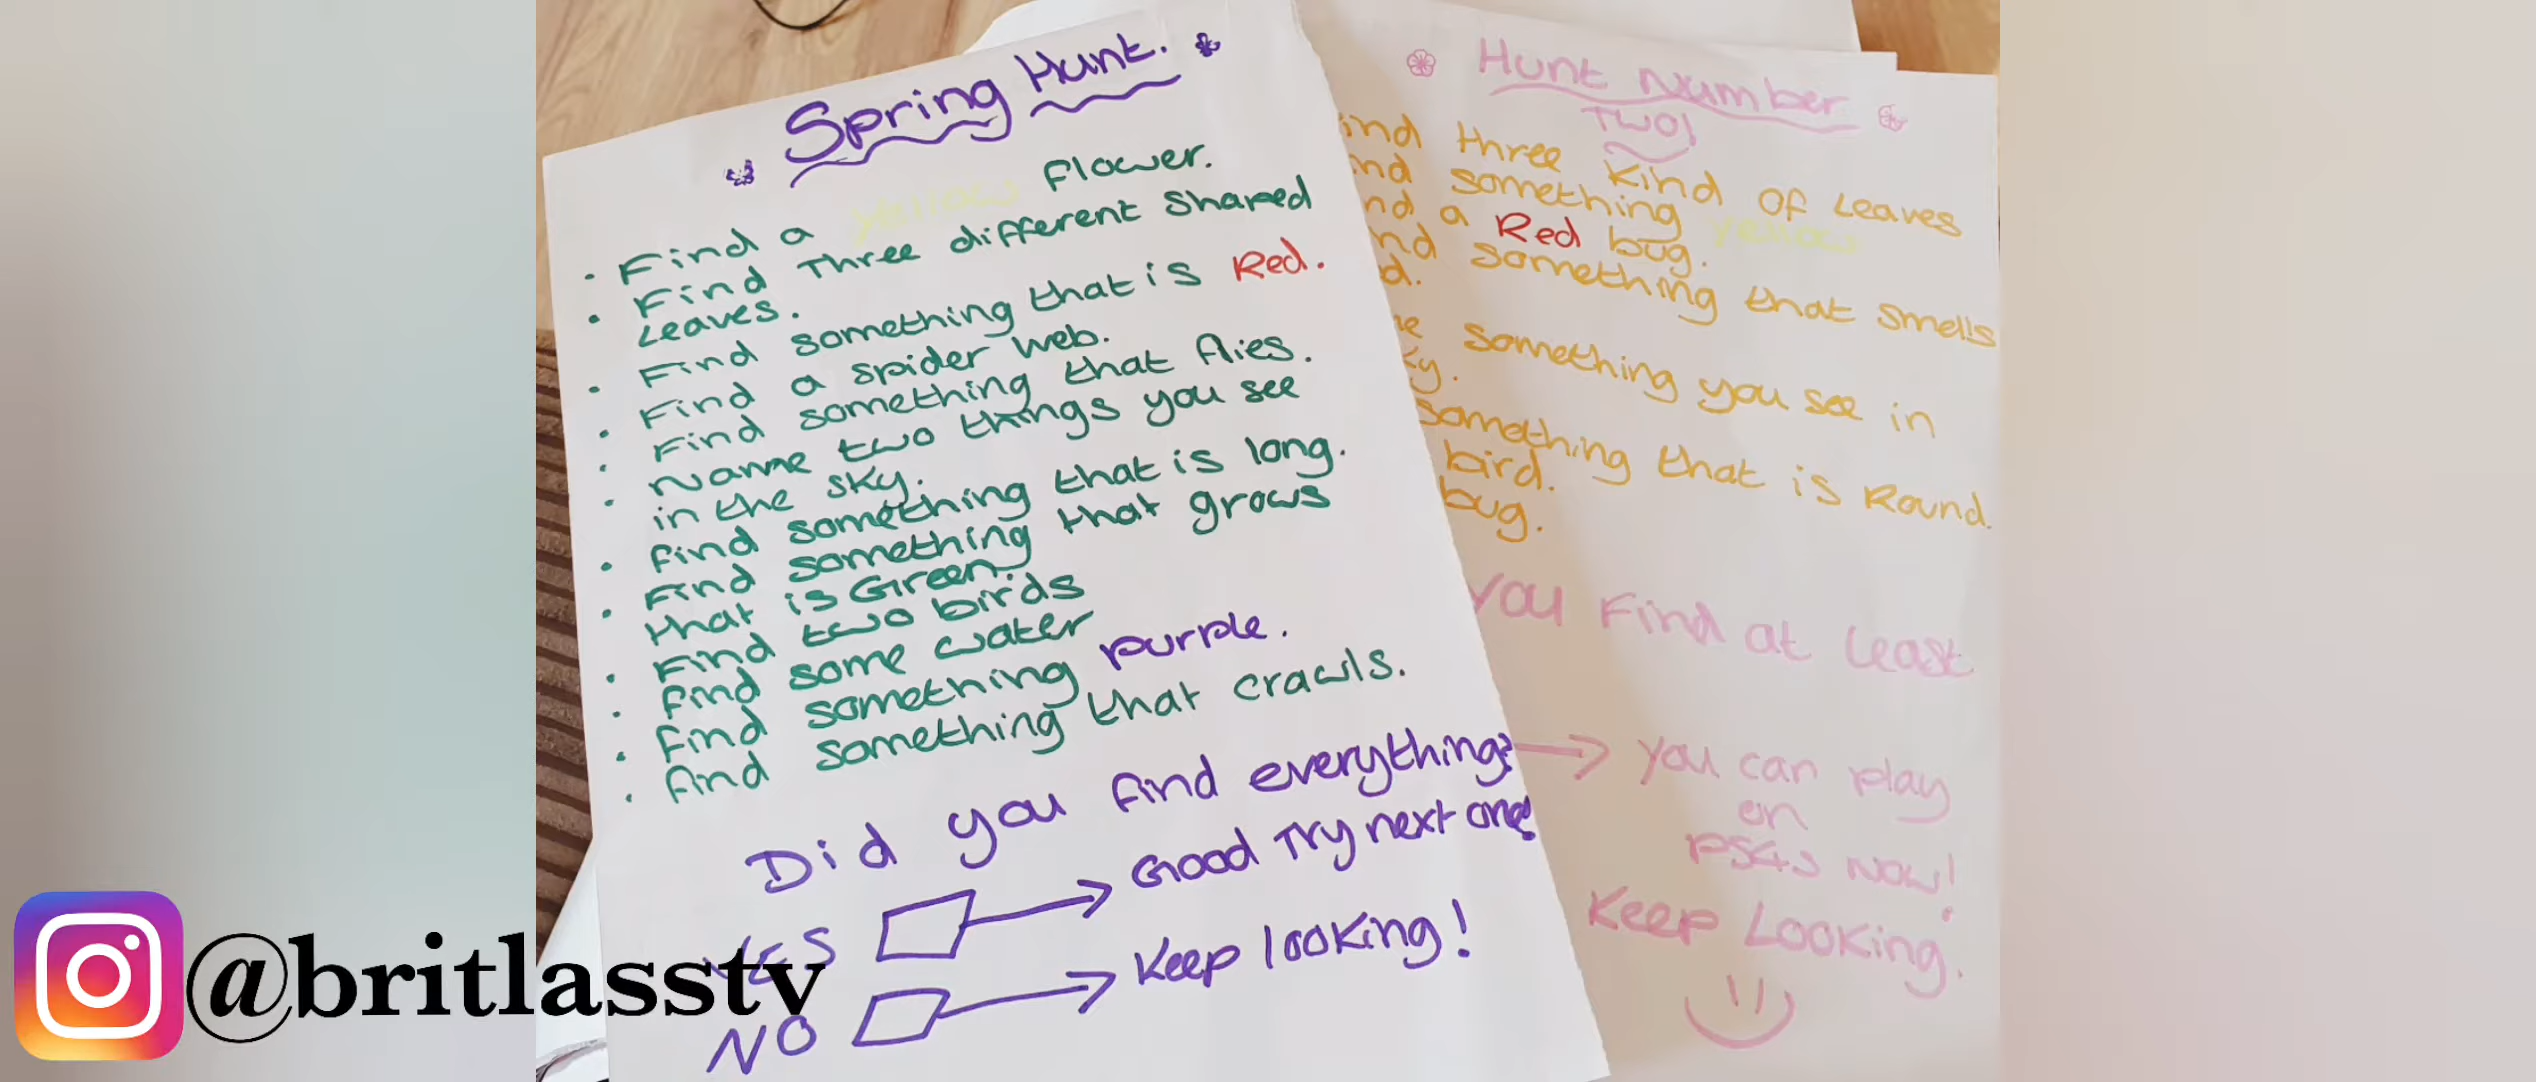 Spring Hunt.
• Find a yellow flower.
• Find Three different Shaped
Leaves.
• Find something that is Red.
• Find a spider web.
• Find something that flies.
• Name two things you see
in the sky.
• find something that is long.
• Find something that grows
that is Green.
• Find two birds
• find some water
• Find something purple.
• find something that crawls.
Did you find everything?
YES → Good Try next one!
NO → Keep looking!
Hunt Number
Two!
ind three Kind of Leaves
nd something yellow
nd a Red bug.
nd something that smells
d.
e something you see in
ky.
something that is Round.
bird.
bug.
you Find at least
→ you can play
on
PS4s Now!
Keep Looking.
@britlasstv